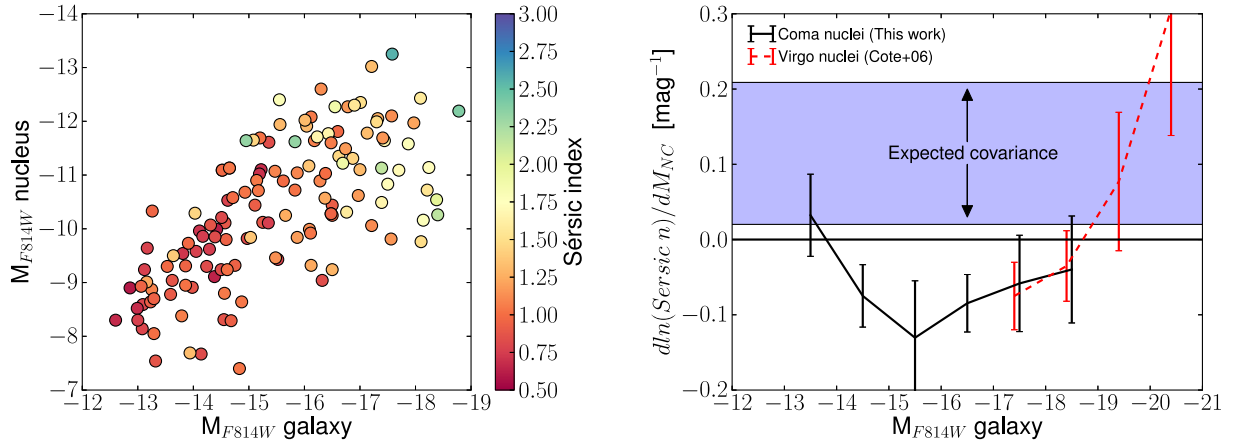 −14
−13
−12
−11
−10
−9
−8
−7
M_{F814W} nucleus
−12 −13 −14 −15 −16 −17 −18 −19
M_{F814W} galaxy
3.00
2.75
2.50
2.25
2.00
1.75
1.50
1.25
1.00
0.75
0.50
Sérsic index
0.3
0.2
0.1
0.0
−0.1
−0.2
dln(Sersic n)/dM_{NC} [mag^{-1}]
Coma nuclei (This work)
Virgo nuclei (Cote+06)
Expected covariance
−12 −13 −14 −15 −16 −17 −18 −19 −20 −21
M_{F814W} galaxy